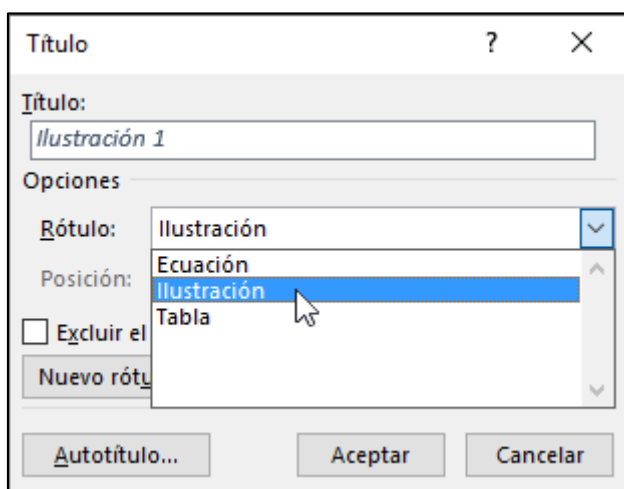 Título ?
Título:
Ilustración 1
Opciones
Rótulo: Ilustración
Ecuación
Posición:
Ilustración
Tabla
Excluir el
Nuevo rótu
Autotítulo... Aceptar Cancelar